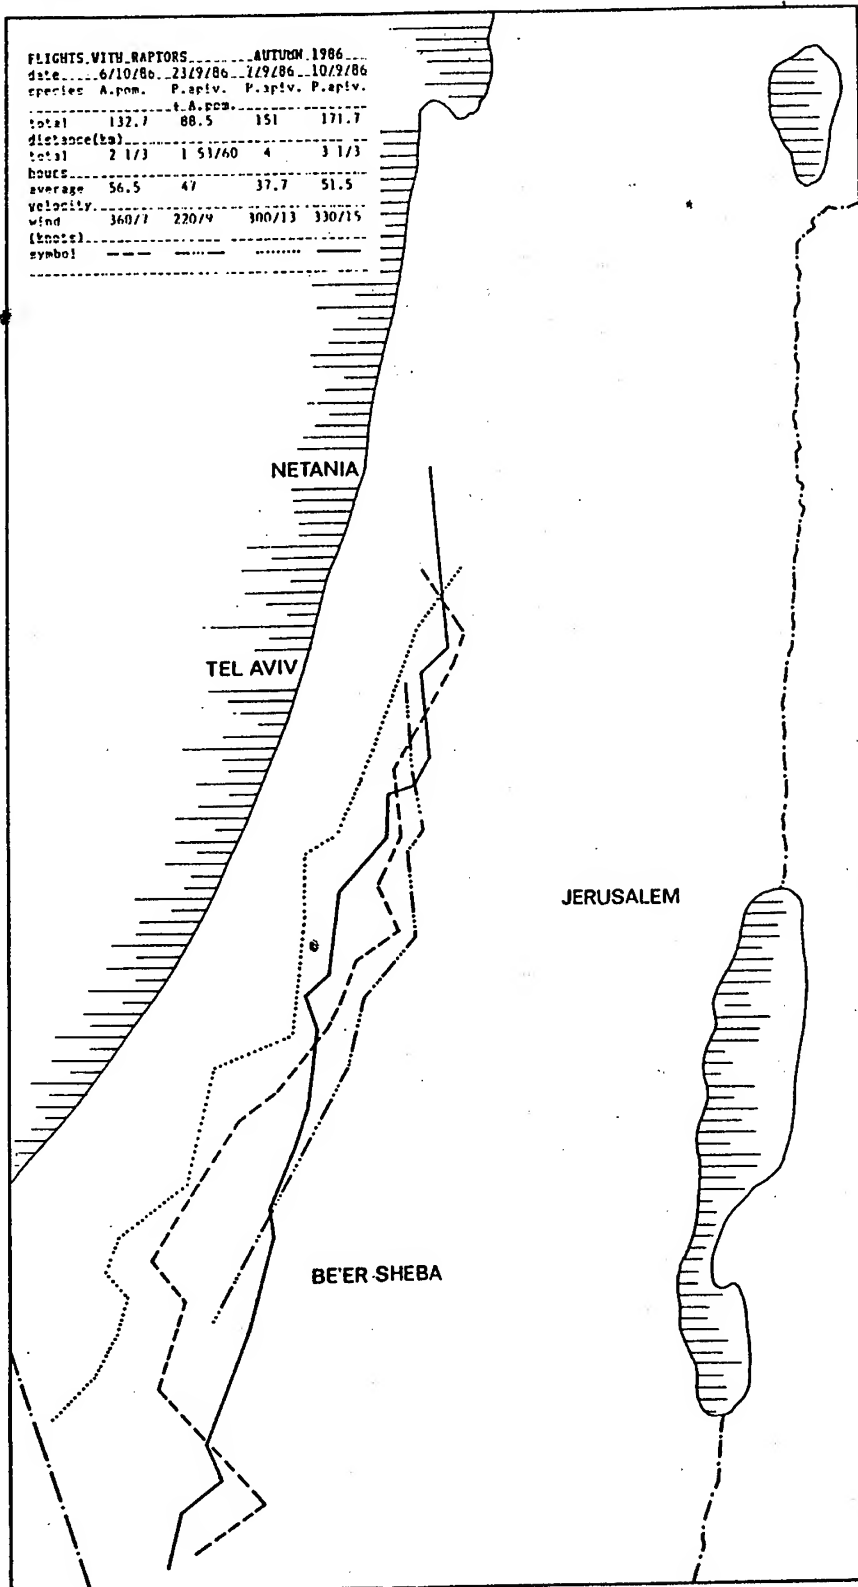 FLIGHTS WITH RAPTORS AUTUMN 1986
date 6/10/86 23/9/86 7/9/86 10/9/86
species A.pom. P.apiv. P.apiv. P.apiv.
+ A.pom.
total 132.7 88.5 151 171.7
distance(km)
total 2 1/3 1 53/60 4 3 1/3
hours
average 56.5 47 37.7 51.5
velocity
wind 360/7 220/9 300/13 330/15
(knots)
symbol
NETANIA
TEL AVIV
JERUSALEM
BE'ER SHEBA